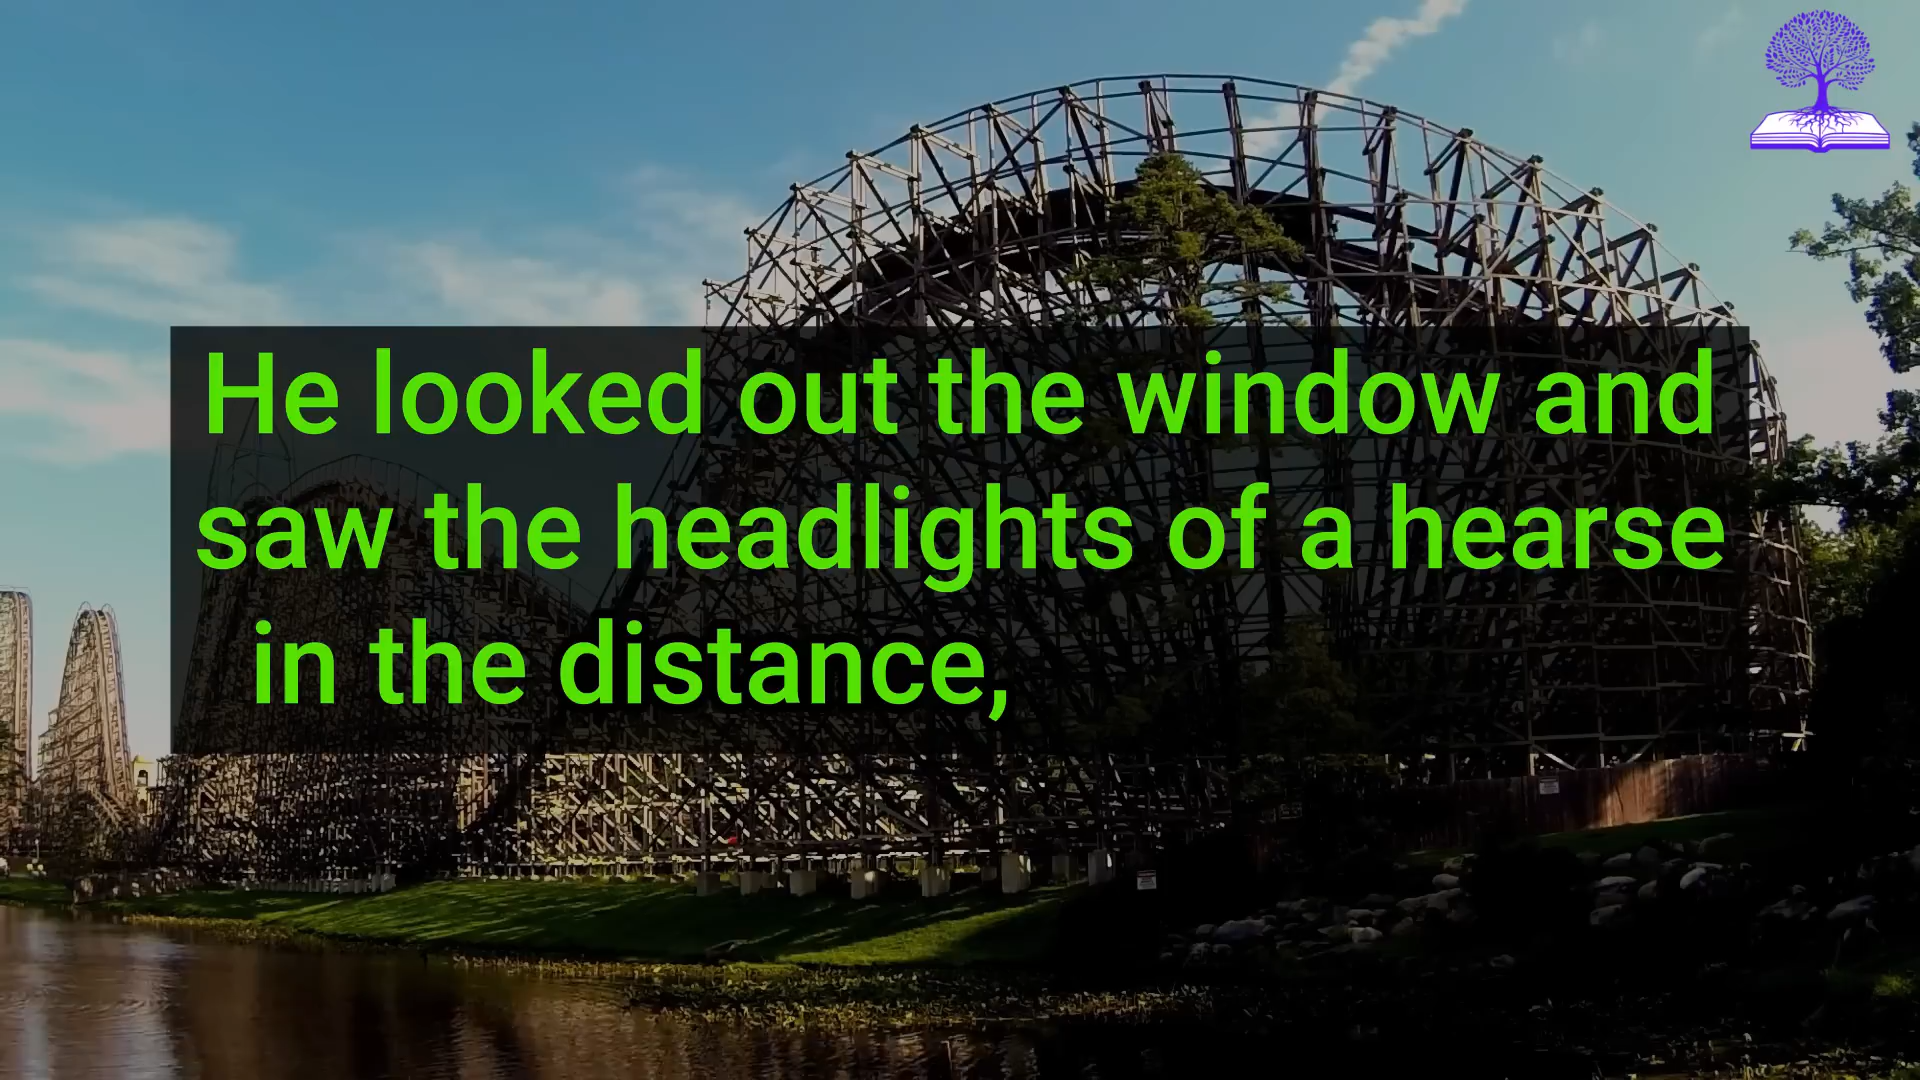 He looked out the window and
saw the headlights of a hearse
in the distance,